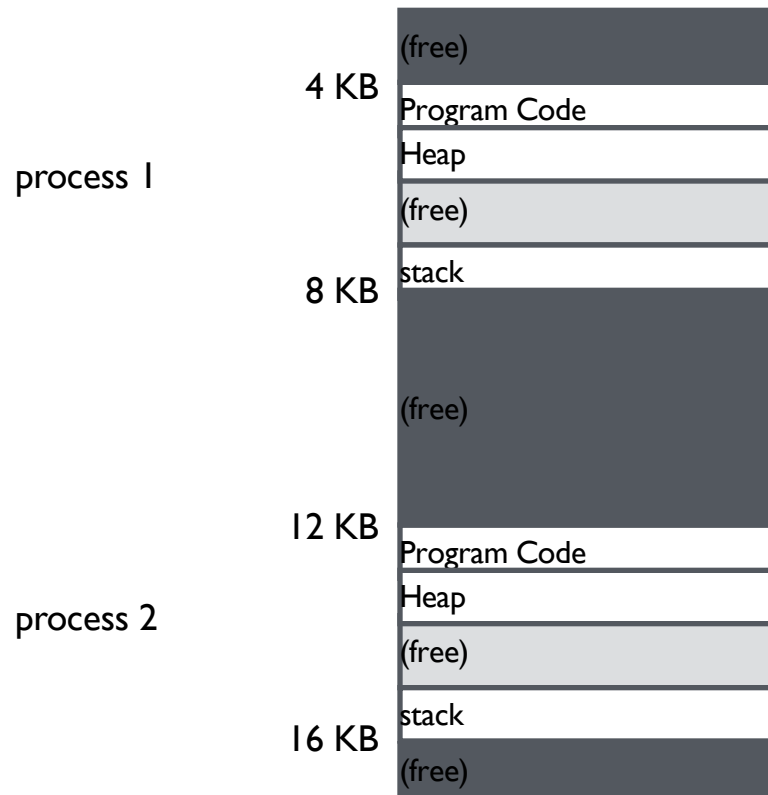 (free)
4 KB
Program Code
Heap
process 1
(free)
stack
8 KB
(free)
12 KB
Program Code
Heap
process 2
(free)
stack
16 KB
(free)